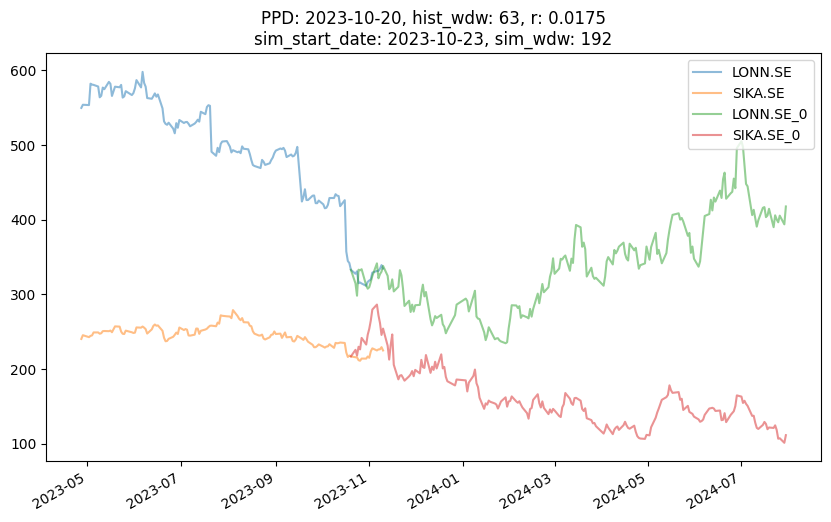 PPD: 2023-10-20, hist_wdw: 63, r: 0.0175
sim_start_date: 2023-10-23, sim_wdw: 192
LONN.SE
SIKA.SE
LONN.SE_0
SIKA.SE_0
600
500
400
300
200
100
2023-05
2023-07
2023-09
2023-11
2024-01
2024-03
2024-05
2024-07